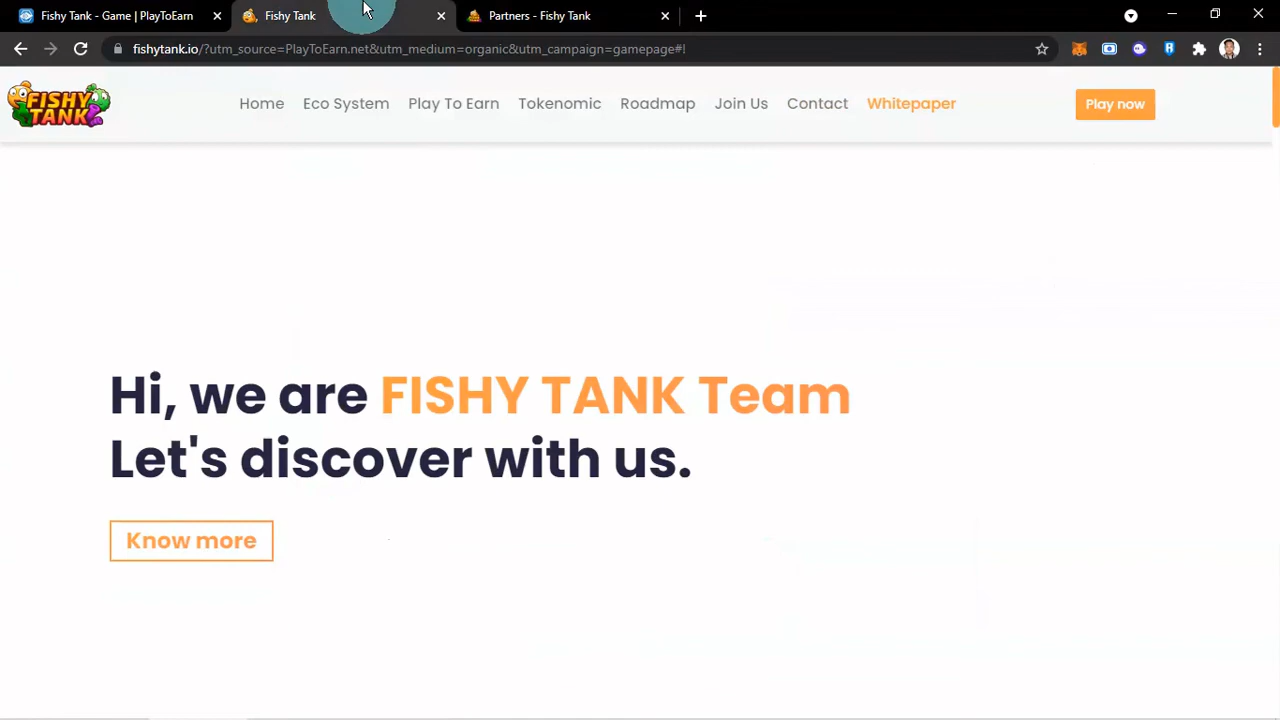 Fishy Tank - Game | PlayToEarn
Fishy Tank
Partners - Fishy Tank
fishytank.io/?utm_source=PlayToEarn.net&utm_medium=organic&utm_campaign=gamepage#!
FISHY
TANK
Home Eco System Play To Earn Tokenomic Roadmap Join Us Contact Whitepaper Play now
Hi, we are FISHY TANK Team
Let's discover with us.
Know more